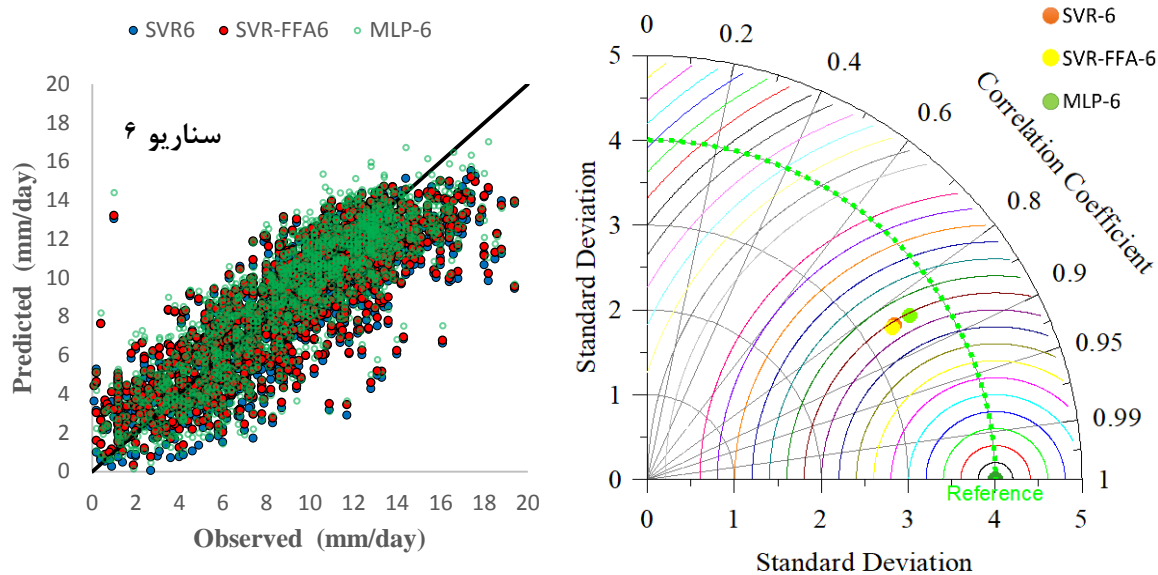 SVR6 SVR-FFA6 MLP-6
سناریو ۶
Predicted (mm/day)
20
18
16
14
12
10
8
6
4
2
0
0 2 4 6 8 10 12 14 16 18 20
Observed (mm/day)
SVR-6
SVR-FFA-6
MLP-6
Correlation Coefficient
0
0.2
0.4
0.6
0.8
0.9
0.95
0.99
1
Standard Deviation
5
4
3
2
1
0
Reference
0 1 2 3 4 5
Standard Deviation